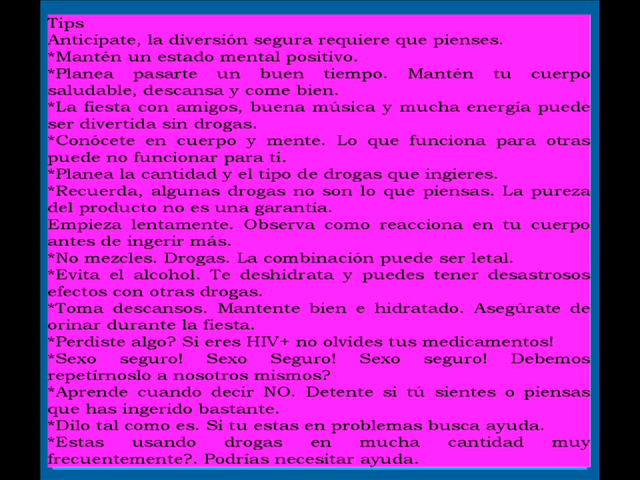 Tips
Anticípate, la diversión segura requiere que pienses.
*Mantén un estado mental positivo.
*Planea pasarte un buen tiempo. Mantén tu cuerpo
saludable, descansa y come bien.
*La fiesta con amigos, buena música y mucha energía puede
ser divertida sin drogas.
*Conócete en cuerpo y mente. Lo que funciona para otras
puede no funcionar para ti.
*Planea la cantidad y el tipo de drogas que ingieres.
*Recuerda, algunas drogas no son lo que piensas. La pureza
del producto no es una garantía.
Empieza lentamente. Observa como reacciona en tu cuerpo
antes de ingerir más.
*No mezcles. Drogas. La combinación puede ser letal.
*Evita el alcohol. Te deshidrata y puedes tener desastrosos
efectos con otras drogas.
*Toma descansos. Mantente bien e hidratado. Asegúrate de
orinar durante la fiesta.
*Perdiste algo? Si eres HIV+ no olvides tus medicamentos!
*Sexo seguro! Sexo Seguro! Sexo seguro! Debemos
repetírnoslo a nosotros mismos?
*Aprende cuando decir NO. Detente si tú sientes o piensas
que has ingerido bastante.
*Dilo tal como es. Si tu estas en problemas busca ayuda.
*Estas usando drogas en mucha cantidad muy
frecuentemente?. Podrías necesitar ayuda.